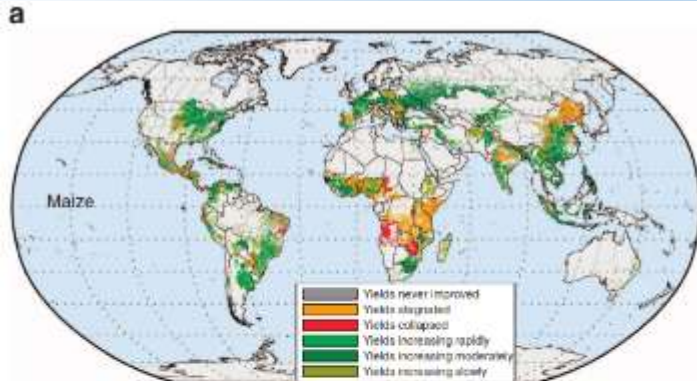 a
Maize
Yields never improved
Yields stagnated
Yields collapsed
Yields increasing rapidly
Yields increasing moderately
Yields increasing slowly